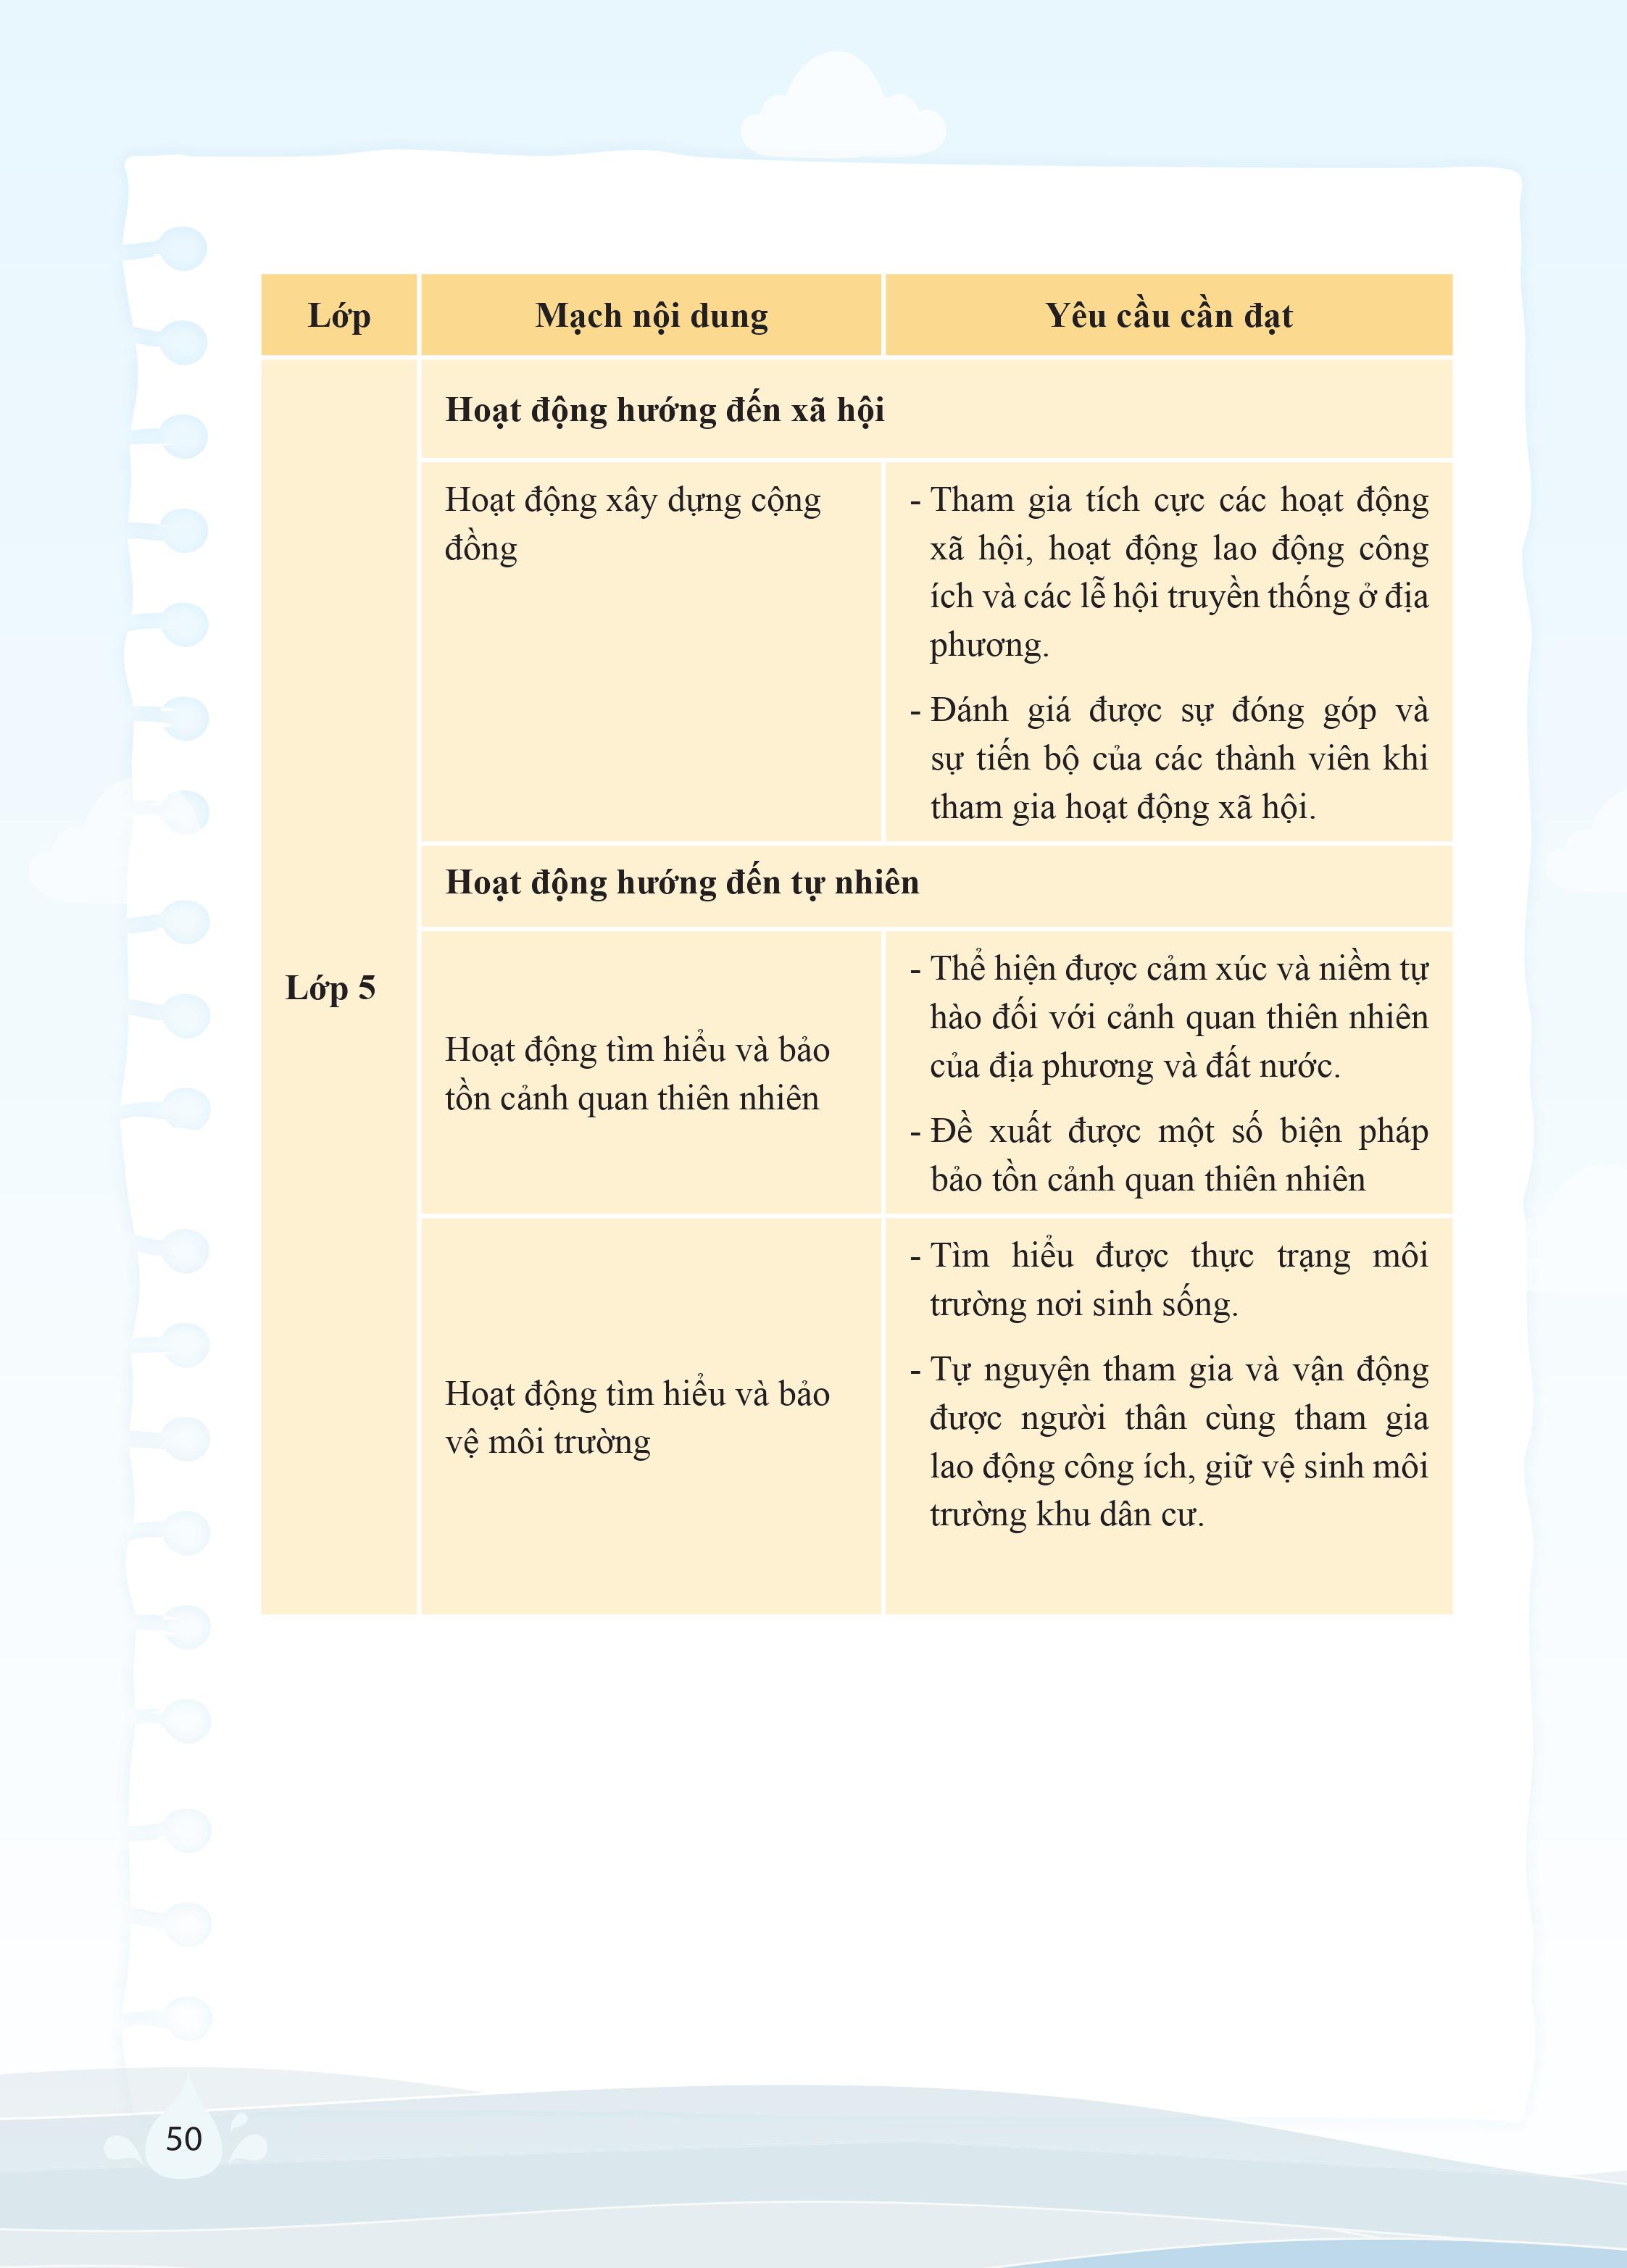 Lớp
Mạch nội dung
Yêu cầu cần đạt
Lớp 5
Hoạt động hướng đến xã hội
Hoạt động xây dựng cộng
đồng
- Tham gia tích cực các hoạt động
xã hội, hoạt động lao động công
ích và các lễ hội truyền thống ở địa
phương.
- Đánh giá được sự đóng góp và
sự tiến bộ của các thành viên khi
tham gia hoạt động xã hội.
Hoạt động hướng đến tự nhiên
Hoạt động tìm hiểu và bảo
tồn cảnh quan thiên nhiên
- Thể hiện được cảm xúc và niềm tự
hào đối với cảnh quan thiên nhiên
của địa phương và đất nước.
- Đề xuất được một số biện pháp
bảo tồn cảnh quan thiên nhiên
Hoạt động tìm hiểu và bảo
vệ môi trường
- Tìm hiểu được thực trạng môi
trường nơi sinh sống.
- Tự nguyện tham gia và vận động
được người thân cùng tham gia
lao động công ích, giữ vệ sinh môi
trường khu dân cư.
50